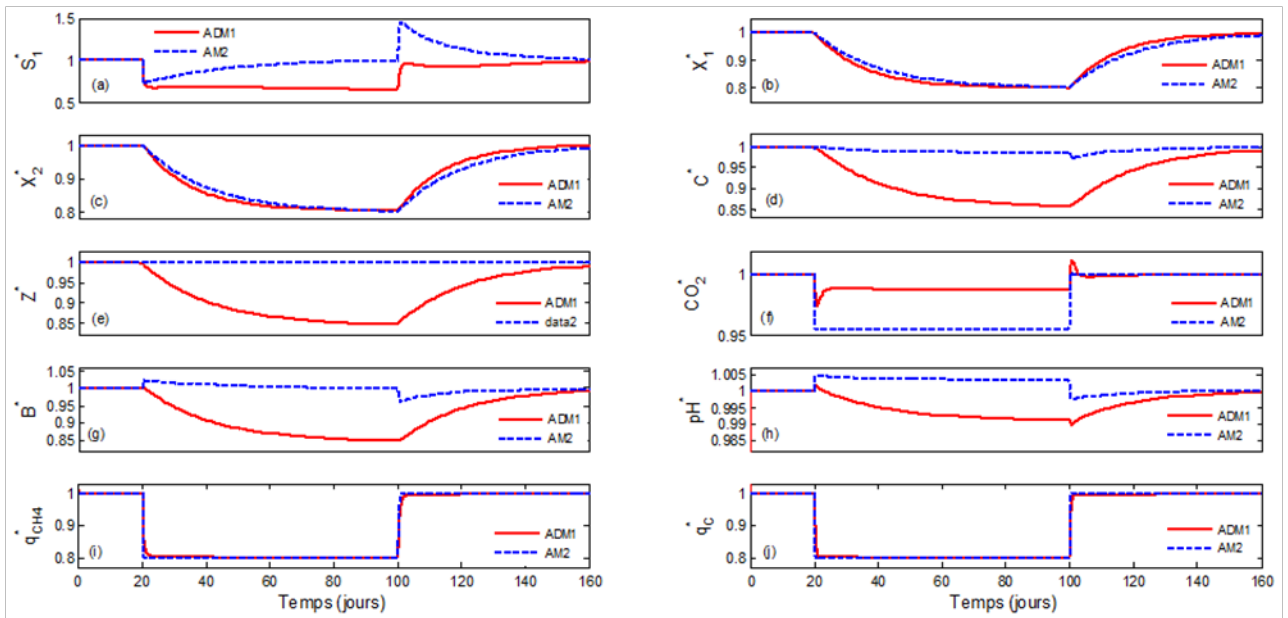 1.5
1
0.5
S1*
ADM1
AM2
(a)
1
0.9
0.8
X1*
ADM1
AM2
(b)
1
0.9
0.8
X2*
ADM1
AM2
(c)
1
0.95
0.9
0.85
C*
ADM1
AM2
(d)
1
0.95
0.9
0.85
Z*
ADM1
data2
(e)
1
0.95
CO2*
ADM1
AM2
(f)
1.05
1
0.95
0.9
0.85
B*
ADM1
AM2
(g)
1.005
1
0.995
0.99
0.985
pH*
ADM1
AM2
(h)
1
0.9
0.8
q*CH4
ADM1
AM2
(i)
0 20 40 60 80 100 120 140 160
Temps (jours)
1
0.9
0.8
q*c
ADM1
AM2
(j)
0 20 40 60 80 100 120 140 160
Temps (jours)